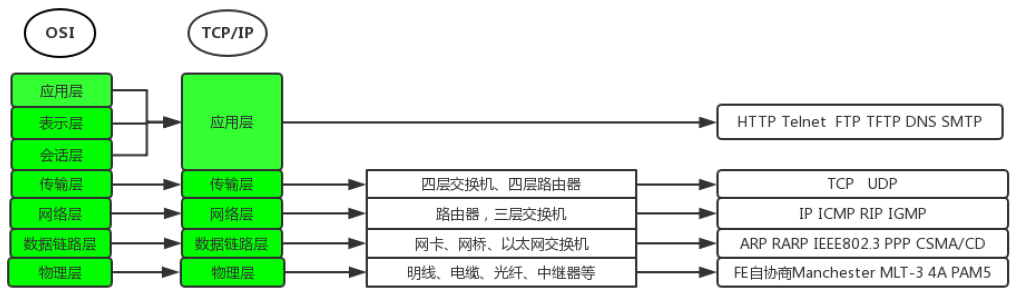 OSI TCP/IP
应用层
表示层
会话层
应用层 HTTP Telnet FTP TFTP DNS SMTP
传输层 传输层 四层交换机、四层路由器 TCP UDP
网络层 网络层 路由器，三层交换机 IP ICMP RIP IGMP
数据链路层 数据链路层 网卡、网桥、以太网交换机 ARP RARP IEEE802.3 PPP CSMA/CD
物理层 物理层 明线、电缆、光纤、中继器等 FE自协商Manchester MLT-3 4A PAM5